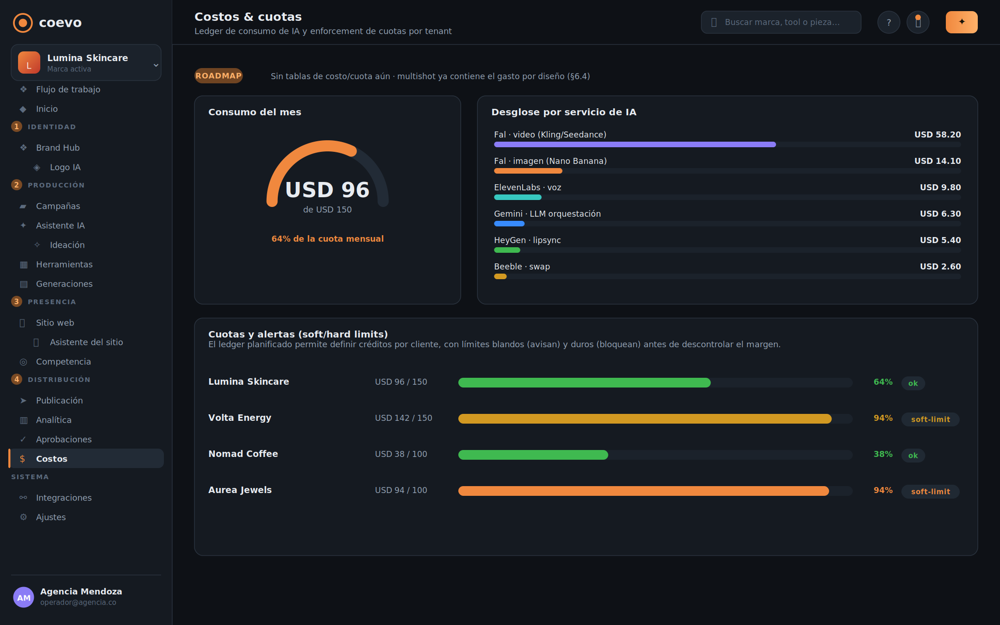 coevo
L
Lumina Skincare
Marca activa
Flujo de trabajo
Inicio
1 IDENTIDAD
Brand Hub
Logo IA
2 PRODUCCIÓN
Campañas
Asistente IA
Ideación
Herramientas
Generaciones
3 PRESENCIA
Sitio web
Asistente del sitio
Competencia
4 DISTRIBUCIÓN
Publicación
Analítica
Aprobaciones
$ Costos
SISTEMA
Integraciones
Ajustes
AM
Agencia Mendoza
operador@agencia.co
Costos & cuotas
Ledger de consumo de IA y enforcement de cuotas por tenant
Buscar marca, tool o pieza...
?
ROADMAP
Sin tablas de costo/cuota aún · multishot ya contiene el gasto por diseño (§6.4)
Consumo del mes
USD 96
de USD 150
64% de la cuota mensual
Desglose por servicio de IA
Fal · video (Kling/Seedance) USD 58.20
Fal · imagen (Nano Banana) USD 14.10
ElevenLabs · voz USD 9.80
Gemini · LLM orquestación USD 6.30
HeyGen · lipsync USD 5.40
Beeble · swap USD 2.60
Cuotas y alertas (soft/hard limits)
El ledger planificado permite definir créditos por cliente, con límites blandos (avisan) y duros (bloquean) antes de descontrolar el margen.
Lumina Skincare USD 96 / 150 64% ok
Volta Energy USD 142 / 150 94% soft-limit
Nomad Coffee USD 38 / 100 38% ok
Aurea Jewels USD 94 / 100 94% soft-limit